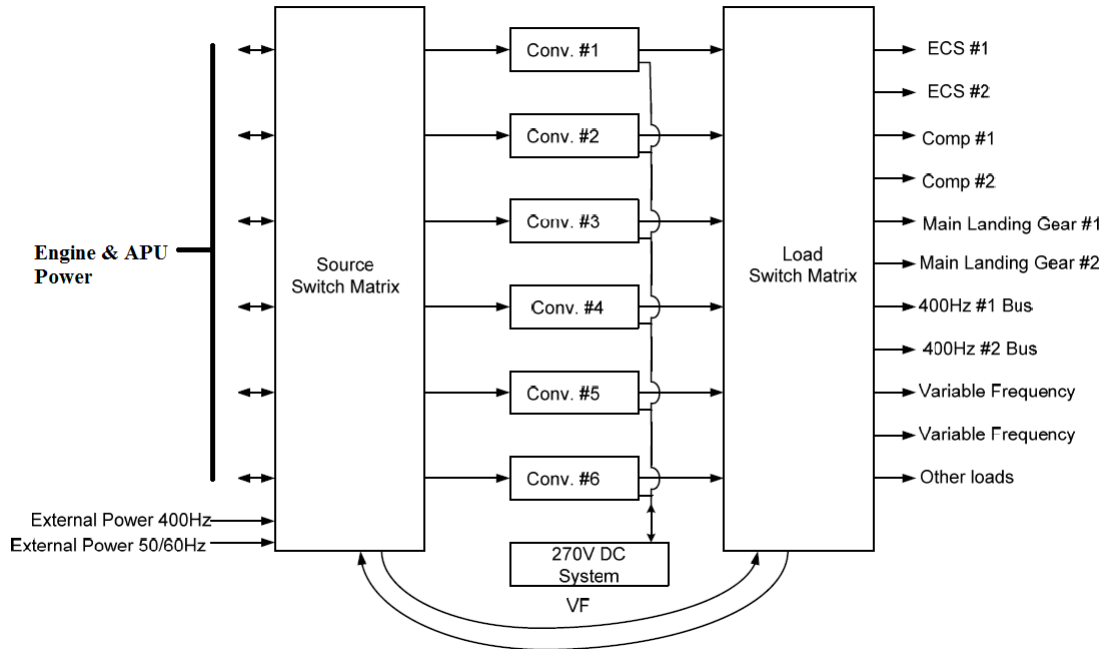 Engine & APU
Power
External Power 400Hz
External Power 50/60Hz
Source
Switch Matrix
Conv. #1
Conv. #2
Conv. #3
Conv. #4
Conv. #5
Conv. #6
270V DC
System
VF
Load
Switch Matrix
ECS #1
ECS #2
Comp #1
Comp #2
Main Landing Gear #1
Main Landing Gear #2
400Hz #1 Bus
400Hz #2 Bus
Variable Frequency
Variable Frequency
Other loads